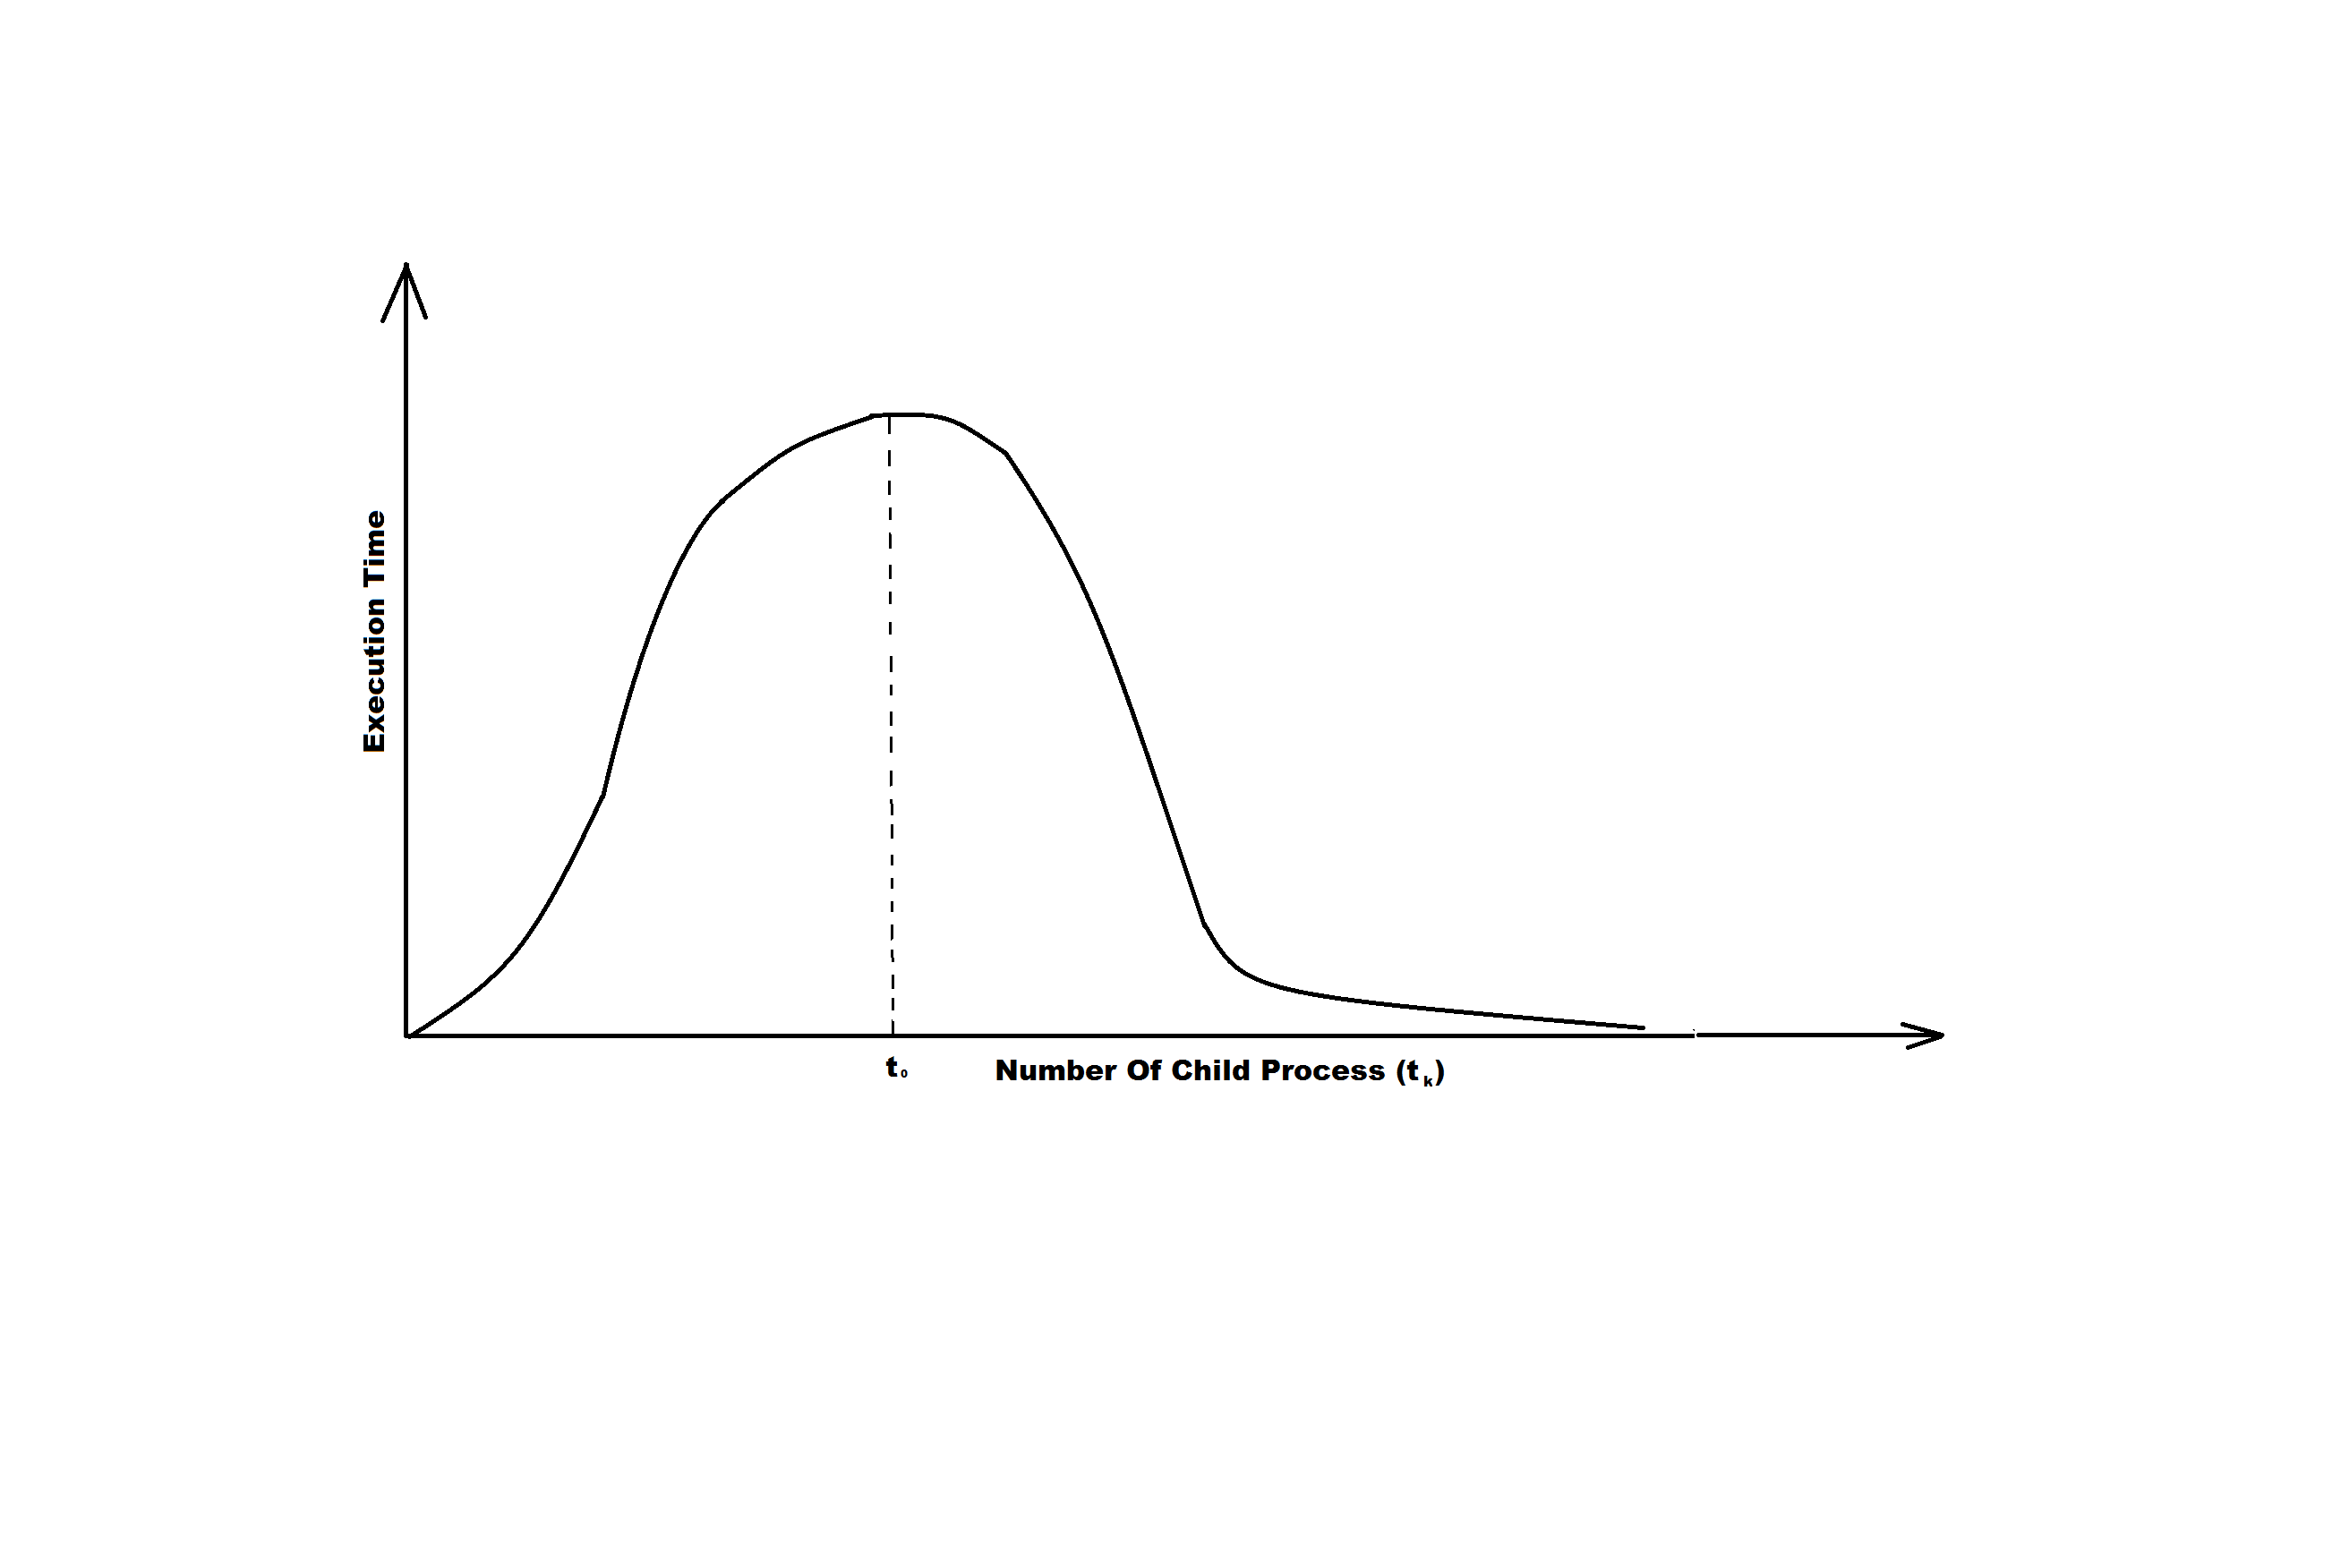 Execution Time
t₀
Number Of Child Process (tₖ)